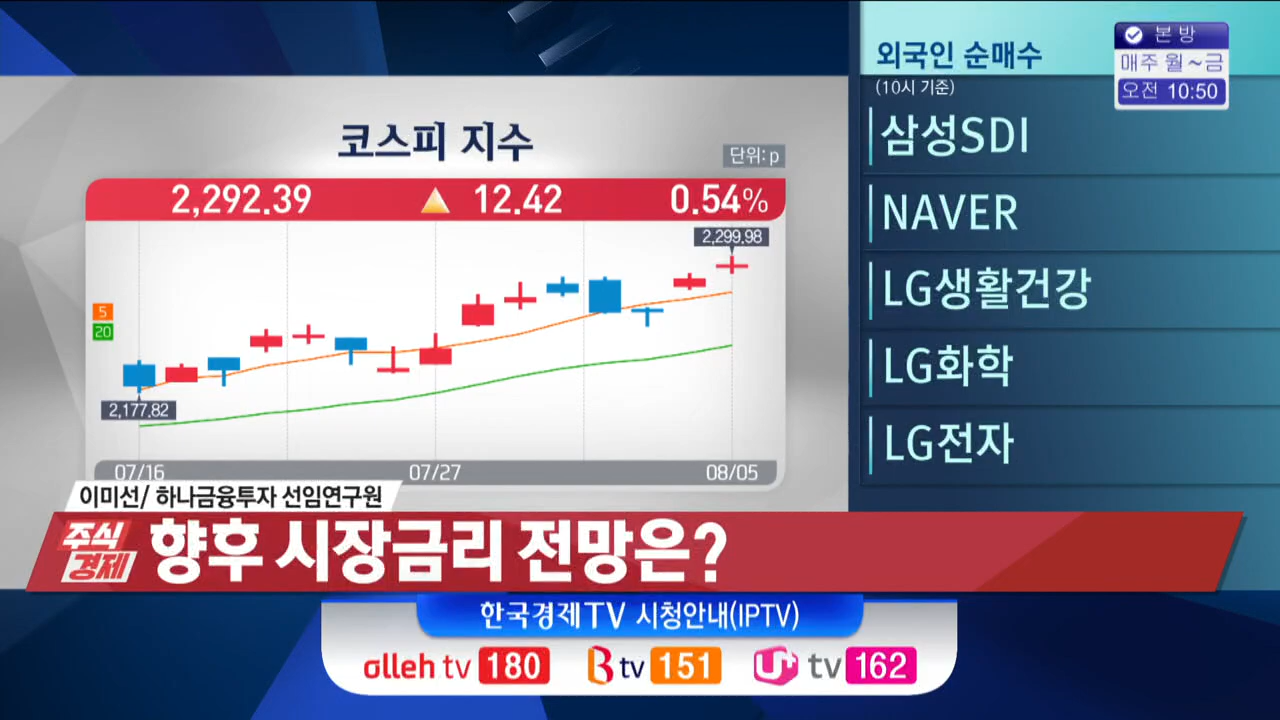 외국인 순매수
(10시 기준)
본 방
매주 월~금
오전 10:50
코스피 지수
단위:p
2,292.39 ▲ 12.42 0.54%
2,299.98
5
20
2,177.82
07/16 07/27 08/05
삼성SDI
NAVER
LG생활건강
LG화학
LG전자
이미선/ 하나금융투자 선임연구원
주식
경제
향후 시장금리 전망은?
한국경제TV 시청안내(IPTV)
olleh tv 180 B tv 151 U+ tv 162